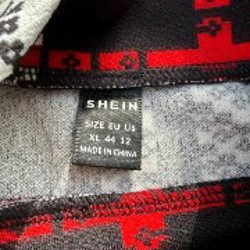 SHEIN
SIZE EU US
XL 44 12
MADE IN CHINA